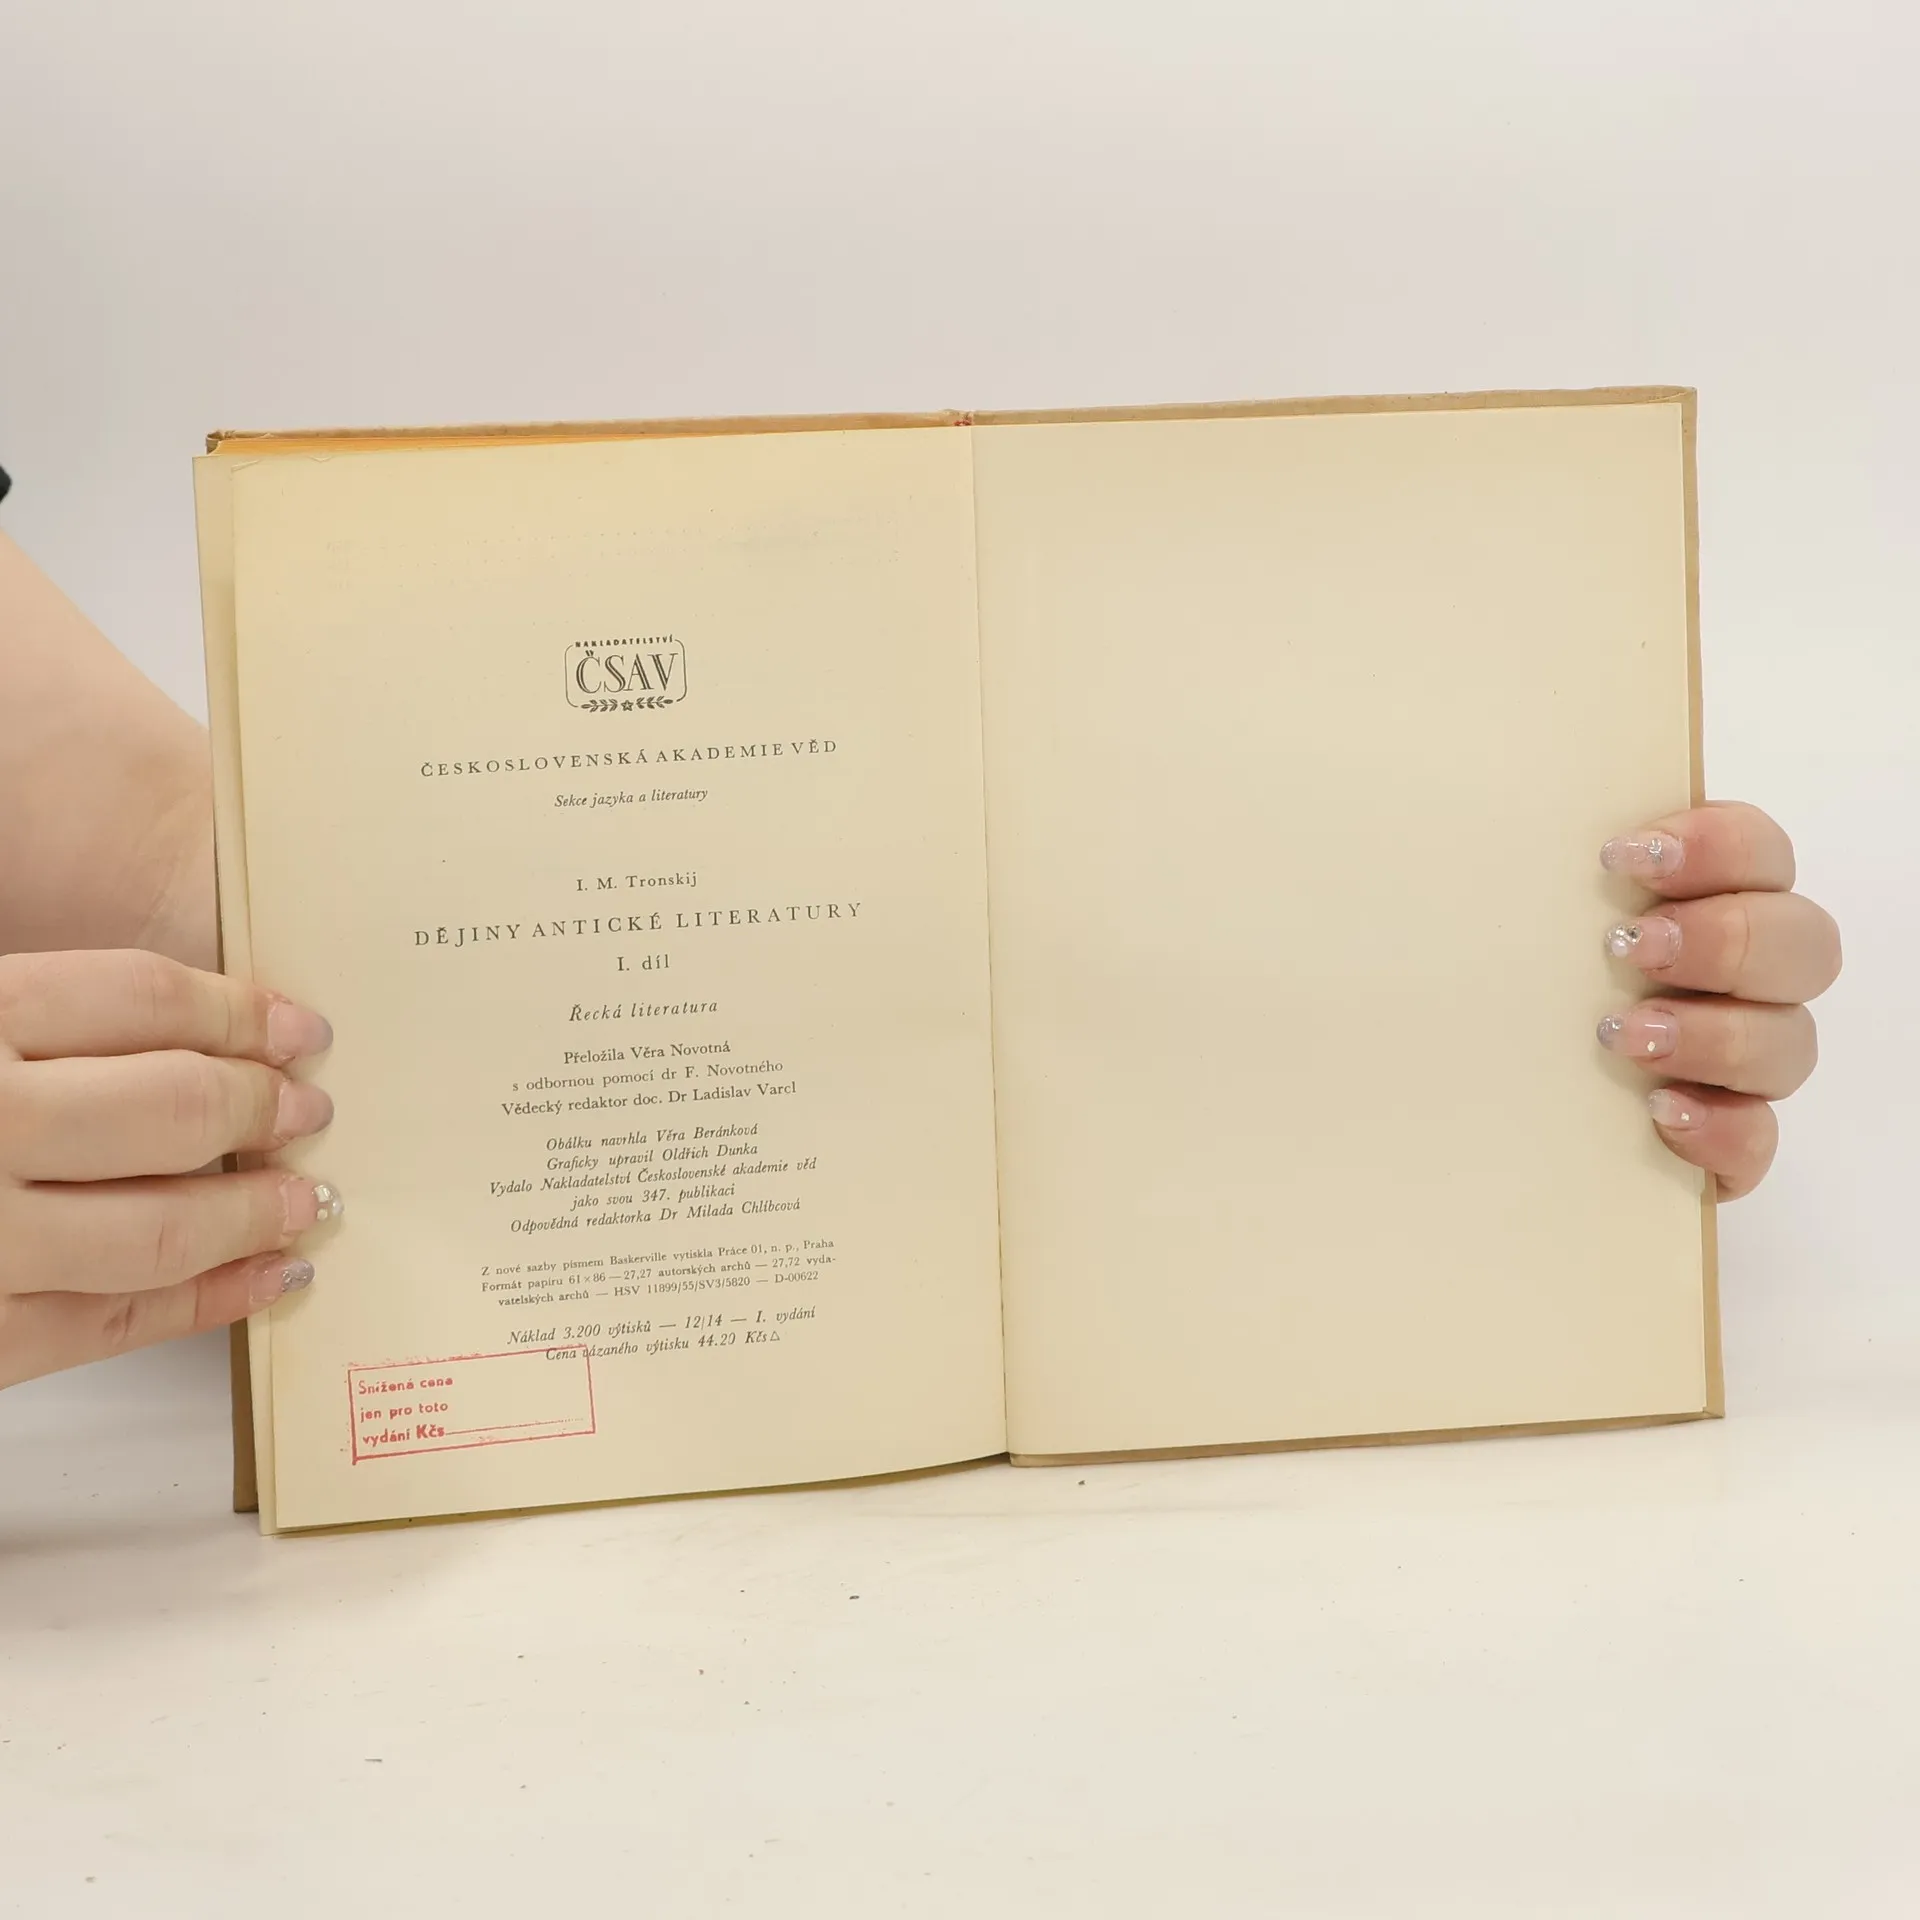 NAKLADATELSTVÍ
ČSAV
ČESKOSLOVENSKÁ AKADEMIE VĚD
Sekce jazyka a literatury
I. M. Tronskij
DĚJINY ANTICKÉ LITERATURY
I. díl
Řecká literatura
Přeložila Věra Novotná
s odbornou pomocí dr F. Novotného
Vědecký redaktor doc. Dr Ladislav Varcl
Obálku navrhla Věra Beránková
Graficky upravil Oldřich Dunka
Vydalo Nakladatelství Československé akademie věd
jako svou 347. publikaci
Odpovědná redaktorka Dr Milada Chlíbcová
Z nové sazby písmem Baskerville vytiskla Práce 01, n. p., Praha
Formát papíru 61×86 — 27,27 autorských archů — 27,72 vyda-
vatelských archů — HSV 11899/55/SV3/5820 — D-00622
Náklad 3.200 výtisků — 12/14 — I. vydání
Cena vázaného výtisku 44.20 Kčs △
Snížená cena
jen pro toto
vydání Kčs